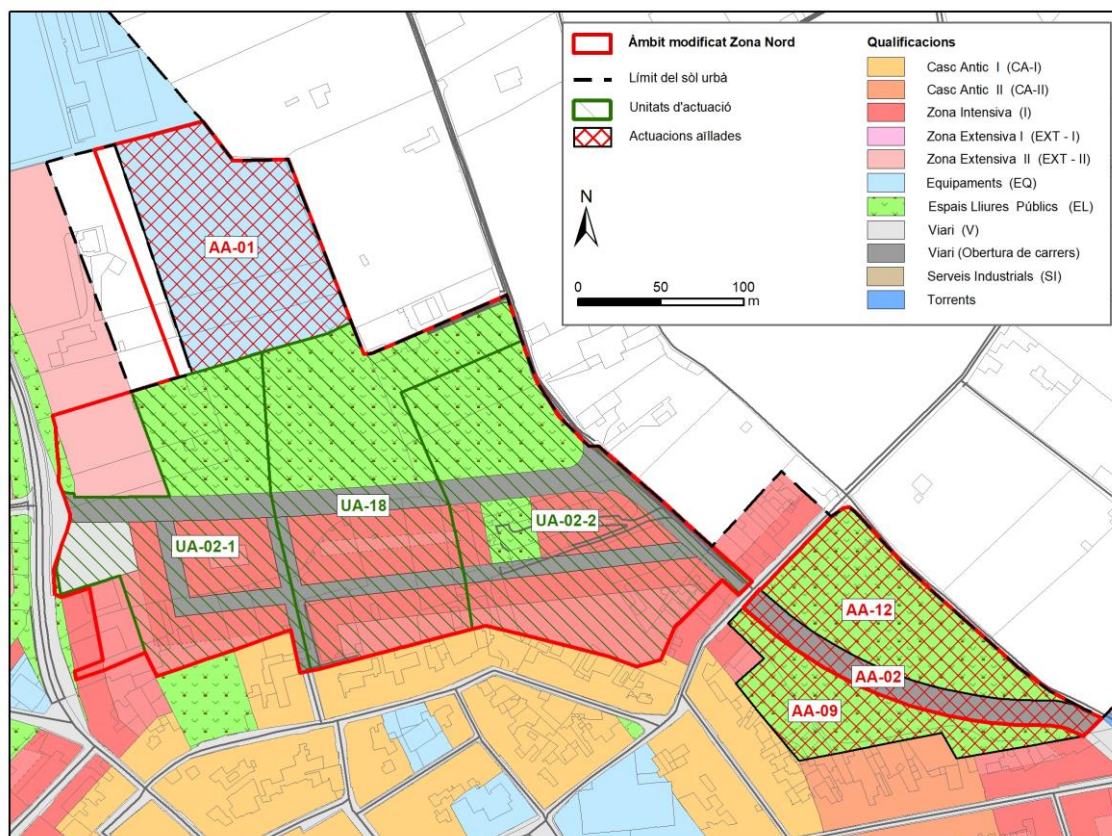 Àmbit modificat Zona Nord
Límit del sòl urbà
Unitats d'actuació
Actuacions aïllades
N
0 50 100
m
Qualificacions
Casc Antic I (CA-I)
Casc Antic II (CA-II)
Zona Intensiva (I)
Zona Extensiva I (EXT - I)
Zona Extensiva II (EXT - II)
Equipaments (EQ)
Espais Lliures Públics (EL)
Viari (V)
Viari (Obertura de carrers)
Serveis Industrials (SI)
Torrents
AA-01
UA-18
UA-02-1
UA-02-2
AA-12
AA-02
AA-09